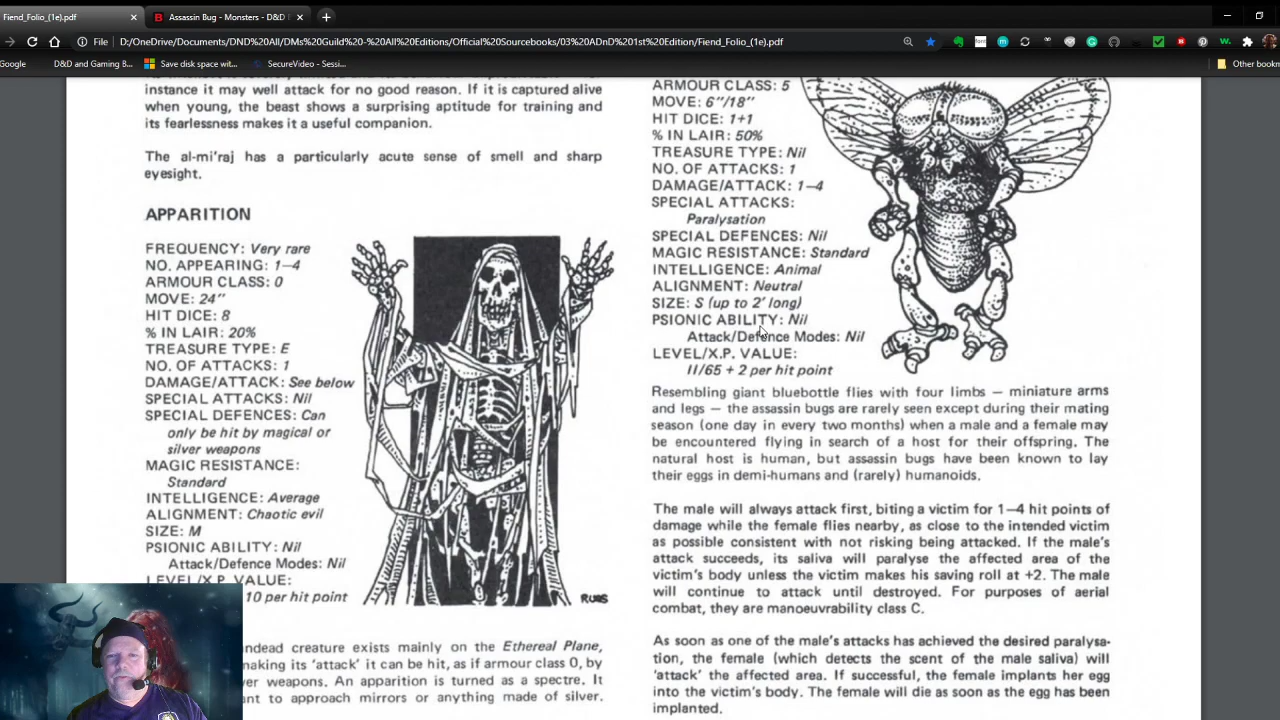 Fiend_Folio_(1e).pdf
Assassin Bug - Monsters - D&D
File
D:/OneDrive/Documents/DND%20All/DMs%20Guild%20-%20All%20Editions/Official%20Sourcebooks/03%20ADnD%201st%20Edition/Fiend_Folio_(1e).pdf
Google
D&D and Gaming B...
Save disk space wit...
SecureVideo - Sessi...
Other bookm
instance it may well attack for no good reason. If it is captured alive
when young, the beast shows a surprising aptitude for training and
its fearlessness makes it a useful companion.
The al-mi'raj has a particularly acute sense of smell and sharp
eyesight.
APPARITION
FREQUENCY: Very rare
NO. APPEARING: 1–4
ARMOUR CLASS: 0
MOVE: 24"
HIT DICE: 8
% IN LAIR: 20%
TREASURE TYPE: E
NO. OF ATTACKS: 1
DAMAGE/ATTACK: See below
SPECIAL ATTACKS: Nil
SPECIAL DEFENCES: Can
only be hit by magical or
silver weapons
MAGIC RESISTANCE:
Standard
INTELLIGENCE: Average
ALIGNMENT: Chaotic evil
SIZE: M
PSIONIC ABILITY: Nil
Attack/Defence Modes: Nil
LEVEL/X.P. VALUE:
10 per hit point
RUSS
undead creature exists mainly on the Ethereal Plane,
making its 'attack' it can be hit, as if armour class 0, by
weapons. An apparition is turned as a spectre. It
to approach mirrors or anything made of silver.
ARMOUR CLASS: 5
MOVE: 6"/18"
HIT DICE: 1+1
% IN LAIR: 50%
TREASURE TYPE: Nil
NO. OF ATTACKS: 1
DAMAGE/ATTACK: 1–4
SPECIAL ATTACKS:
Paralysation
SPECIAL DEFENCES: Nil
MAGIC RESISTANCE: Standard
INTELLIGENCE: Animal
ALIGNMENT: Neutral
SIZE: S (up to 2' long)
PSIONIC ABILITY: Nil
Attack/Defence Modes: Nil
LEVEL/X.P. VALUE:
II/65 + 2 per hit point
Resembling giant bluebottle flies with four limbs — miniature arms
and legs — the assassin bugs are rarely seen except during their mating
season (one day in every two months) when a male and a female may
be encountered flying in search of a host for their offspring. The
natural host is human, but assassin bugs have been known to lay
their eggs in demi-humans and (rarely) humanoids.
The male will always attack first, biting a victim for 1—4 hit points of
damage while the female flies nearby, as close to the intended victim
as possible consistent with not risking being attacked. If the male's
attack succeeds, its saliva will paralyse the affected area of the
victim's body unless the victim makes his saving roll at +2. The male
will continue to attack until destroyed. For purposes of aerial
combat, they are manoeuvrability class C.
As soon as one of the male's attacks has achieved the desired paralysa-
tion, the female (which detects the scent of the male saliva) will
'attack' the affected area. If successful, the female implants her egg
into the victim's body. The female will die as soon as the egg has been
implanted.